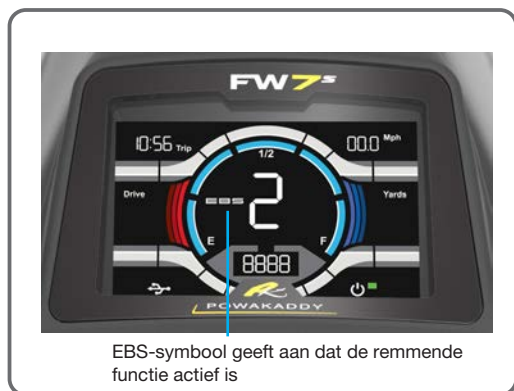 FW7s
10:56 Trip
00.0 Mph
1/2
Drive
Yards
EBS
2
E
F
8888
POWAKADDY
EBS-symbool geeft aan dat de remmende
functie actief is